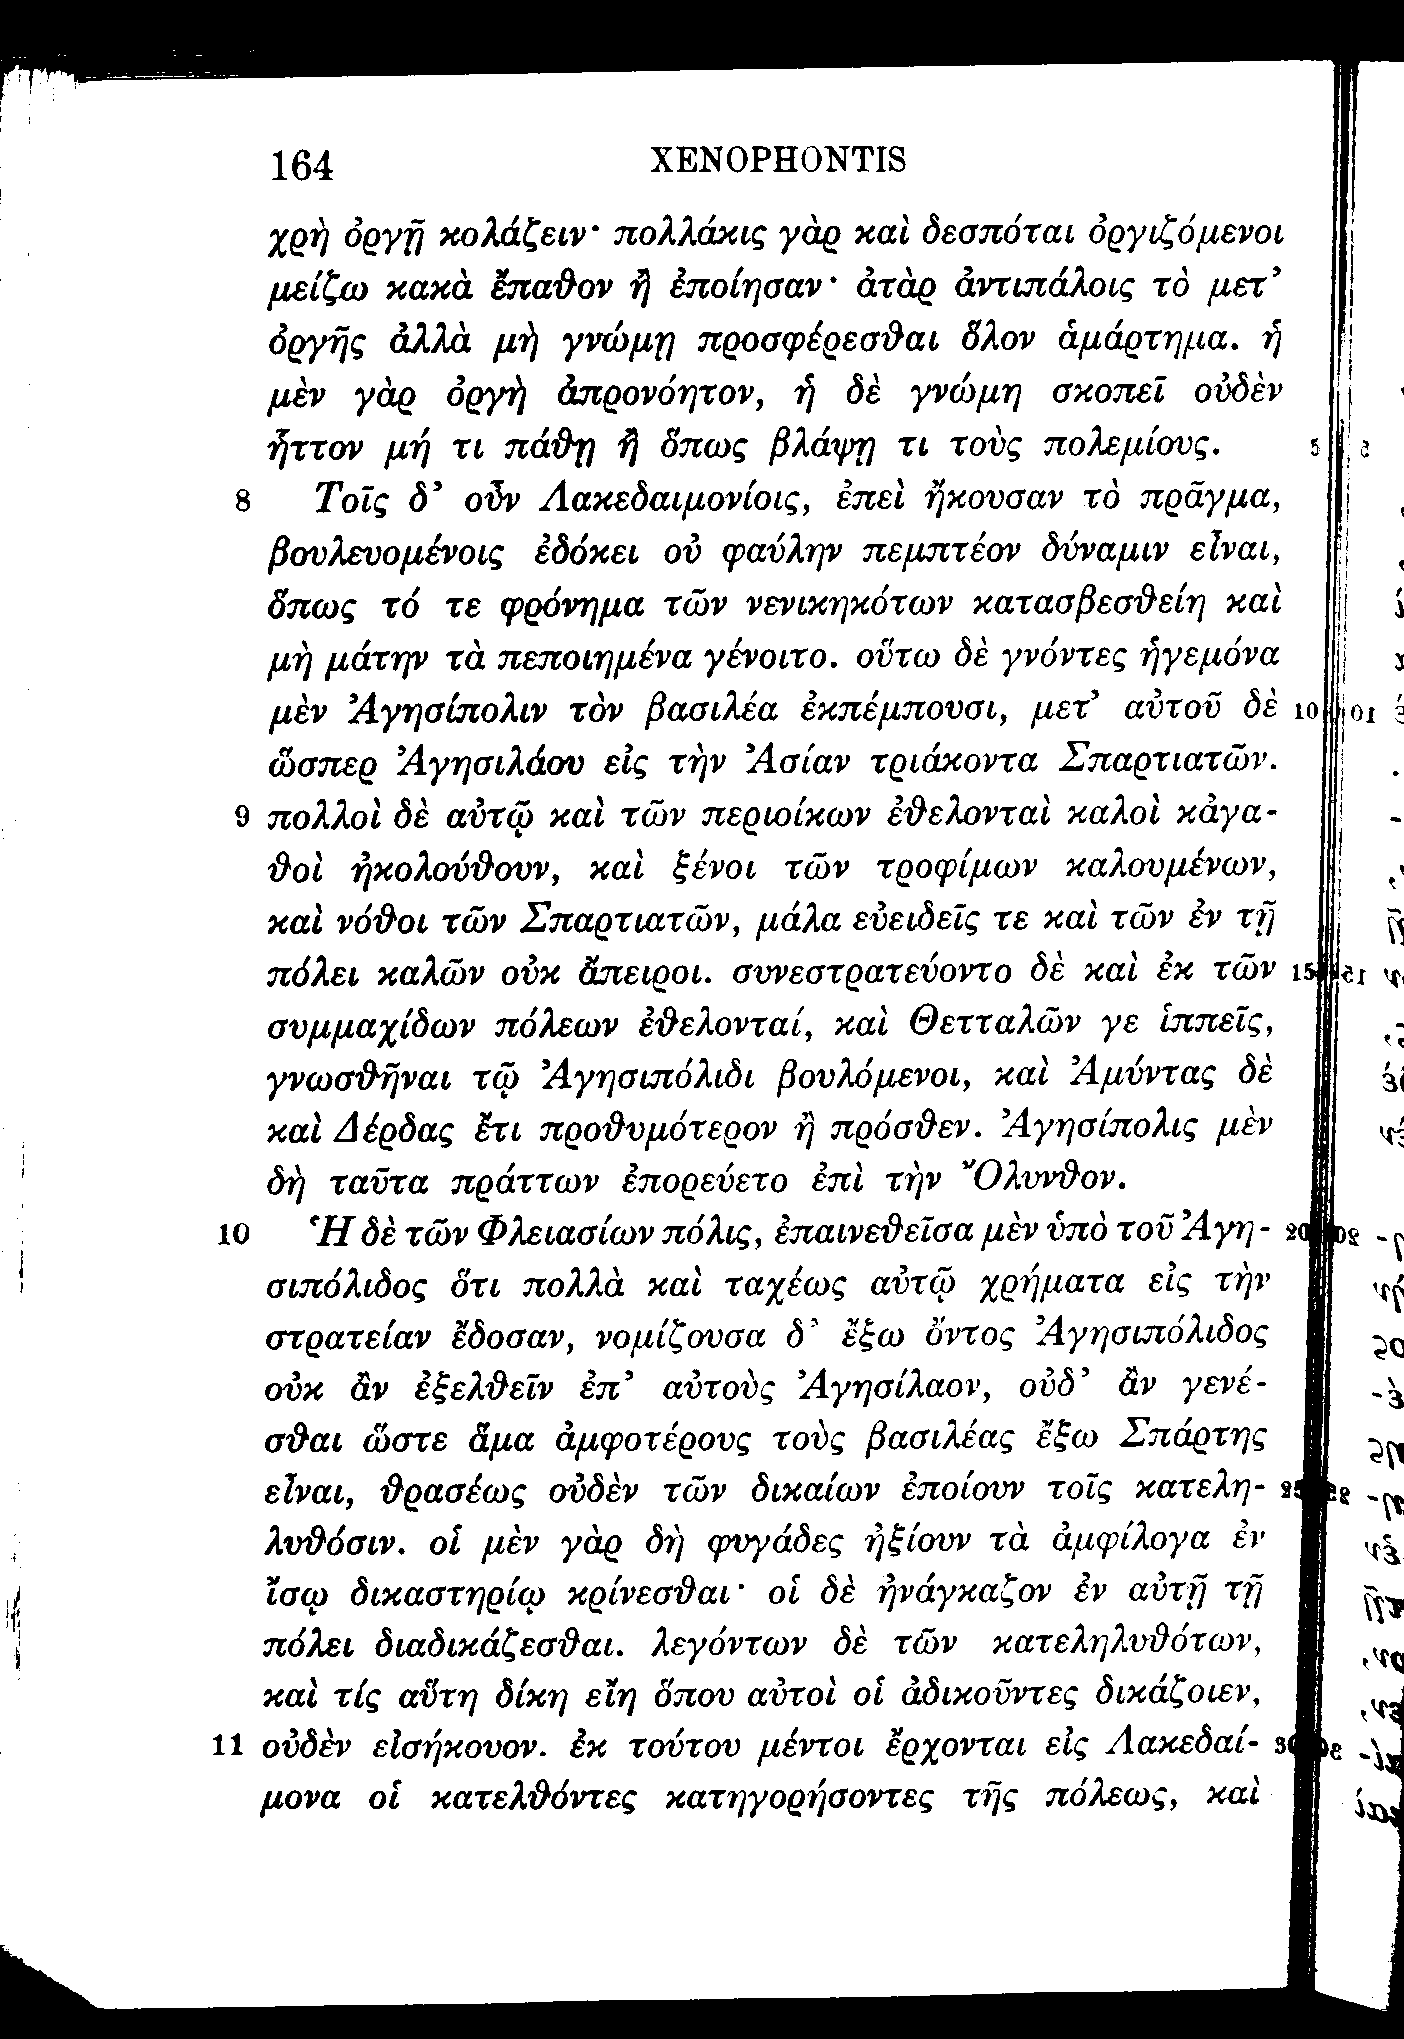 164 XENOPHONTIS
χρὴ ὀργῇ κολάζειν· πολλάκις γὰρ καὶ δεσπόται ὀργιζόμενοι
μείζω κακὰ ἔπαθον ἢ ἐποίησαν· ἀτὰρ ἀντιπάλοις τὸ μετ’
ὀργῆς ἀλλὰ μὴ γνώμῃ προσφέρεσθαι ὅλον ἁμάρτημα. ἡ
μὲν γὰρ ὀργὴ ἀπρονόητον, ἡ δὲ γνώμη σκοπεῖ οὐδὲν
ἧττον μή τι πάθῃ ἢ ὅπως βλάψῃ τι τοὺς πολεμίους. 5
8 Τοῖς δ’ οὖν Λακεδαιμονίοις, ἐπεὶ ἤκουσαν τὸ πρᾶγμα,
βουλευομένοις ἐδόκει οὐ φαύλην πεμπτέον δύναμιν εἶναι,
ὅπως τό τε φρόνημα τῶν νενικηκότων κατασβεσθείη καὶ
μὴ μάτην τὰ πεποιημένα γένοιτο. οὕτω δὲ γνόντες ἡγεμόνα
μὲν Ἀγησίπολιν τὸν βασιλέα ἐκπέμπουσι, μετ’ αὐτοῦ δὲ 10
ὥσπερ Ἀγησιλάου εἰς τὴν Ἀσίαν τριάκοντα Σπαρτιατῶν.
9 πολλοὶ δὲ αὐτῷ καὶ τῶν περιοίκων ἐθελονταὶ καλοὶ κἀγα-
θοὶ ἠκολούθουν, καὶ ξένοι τῶν τροφίμων καλουμένων,
καὶ νόθοι τῶν Σπαρτιατῶν, μάλα εὐειδεῖς τε καὶ τῶν ἐν τῇ
πόλει καλῶν οὐκ ἄπειροι. συνεστρατεύοντο δὲ καὶ ἐκ τῶν 15
συμμαχίδων πόλεων ἐθελονταί, καὶ Θετταλῶν γε ἱππεῖς,
γνωσθῆναι τῷ Ἀγησιπόλιδι βουλόμενοι, καὶ Ἀμύντας δὲ
καὶ Δέρδας ἔτι προθυμότερον ἢ πρόσθεν. Ἀγησίπολις μὲν
δὴ ταῦτα πράττων ἐπορεύετο ἐπὶ τὴν Ὄλυνθον.
10 Ἡ δὲ τῶν Φλειασίων πόλις, ἐπαινεθεῖσα μὲν ὑπὸ τοῦ Ἀγη- 20
σιπόλιδος ὅτι πολλὰ καὶ ταχέως αὐτῷ χρήματα εἰς τὴν
στρατείαν ἔδοσαν, νομίζουσα δ’ ἔξω ὄντος Ἀγησιπόλιδος
οὐκ ἂν ἐξελθεῖν ἐπ’ αὐτοὺς Ἀγησίλαον, οὐδ’ ἂν γενέ-
σθαι ὥστε ἅμα ἀμφοτέρους τοὺς βασιλέας ἔξω Σπάρτης
εἶναι, θρασέως οὐδὲν τῶν δικαίων ἐποίουν τοῖς κατελη- 25
λυθόσιν. οἱ μὲν γὰρ δὴ φυγάδες ἠξίουν τὰ ἀμφίλογα ἐν
ἴσῳ δικαστηρίῳ κρίνεσθαι· οἱ δὲ ἠνάγκαζον ἐν αὐτῇ τῇ
πόλει διαδικάζεσθαι. λεγόντων δὲ τῶν κατεληλυθότων,
καὶ τίς αὕτη δίκη εἴη ὅπου αὐτοὶ οἱ ἀδικοῦντες δικάζοιεν,
11 οὐδὲν εἰσήκουον. ἐκ τούτου μέντοι ἔρχονται εἰς Λακεδαί- 30
μονα οἱ κατελθόντες κατηγορήσοντες τῆς πόλεως, καὶ